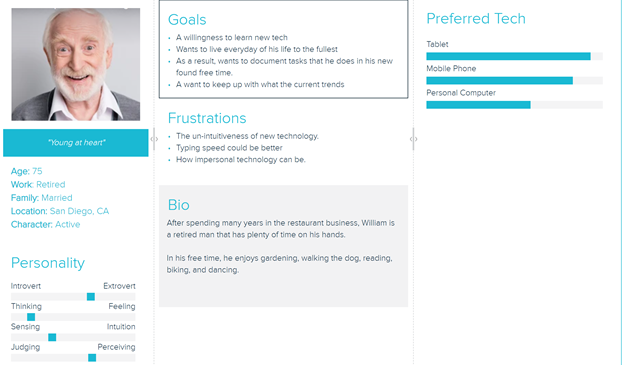 "Young at heart"
Age: 75
Work: Retired
Family: Married
Location: San Diego, CA
Character: Active
Personality
Introvert Extrovert
Thinking Feeling
Sensing Intuition
Judging Perceiving
Goals
A willingness to learn new tech
Wants to live everyday of his life to the fullest
As a result, wants to document tasks that he does in his new
found free time.
A want to keep up with what the current trends
Frustrations
The un-intuitiveness of new technology.
Typing speed could be better
How impersonal technology can be.
Bio
After spending many years in the restaurant business, William is
a retired man that has plenty of time on his hands.
In his free time, he enjoys gardening, walking the dog, reading,
biking, and dancing.
Preferred Tech
Tablet
Mobile Phone
Personal Computer